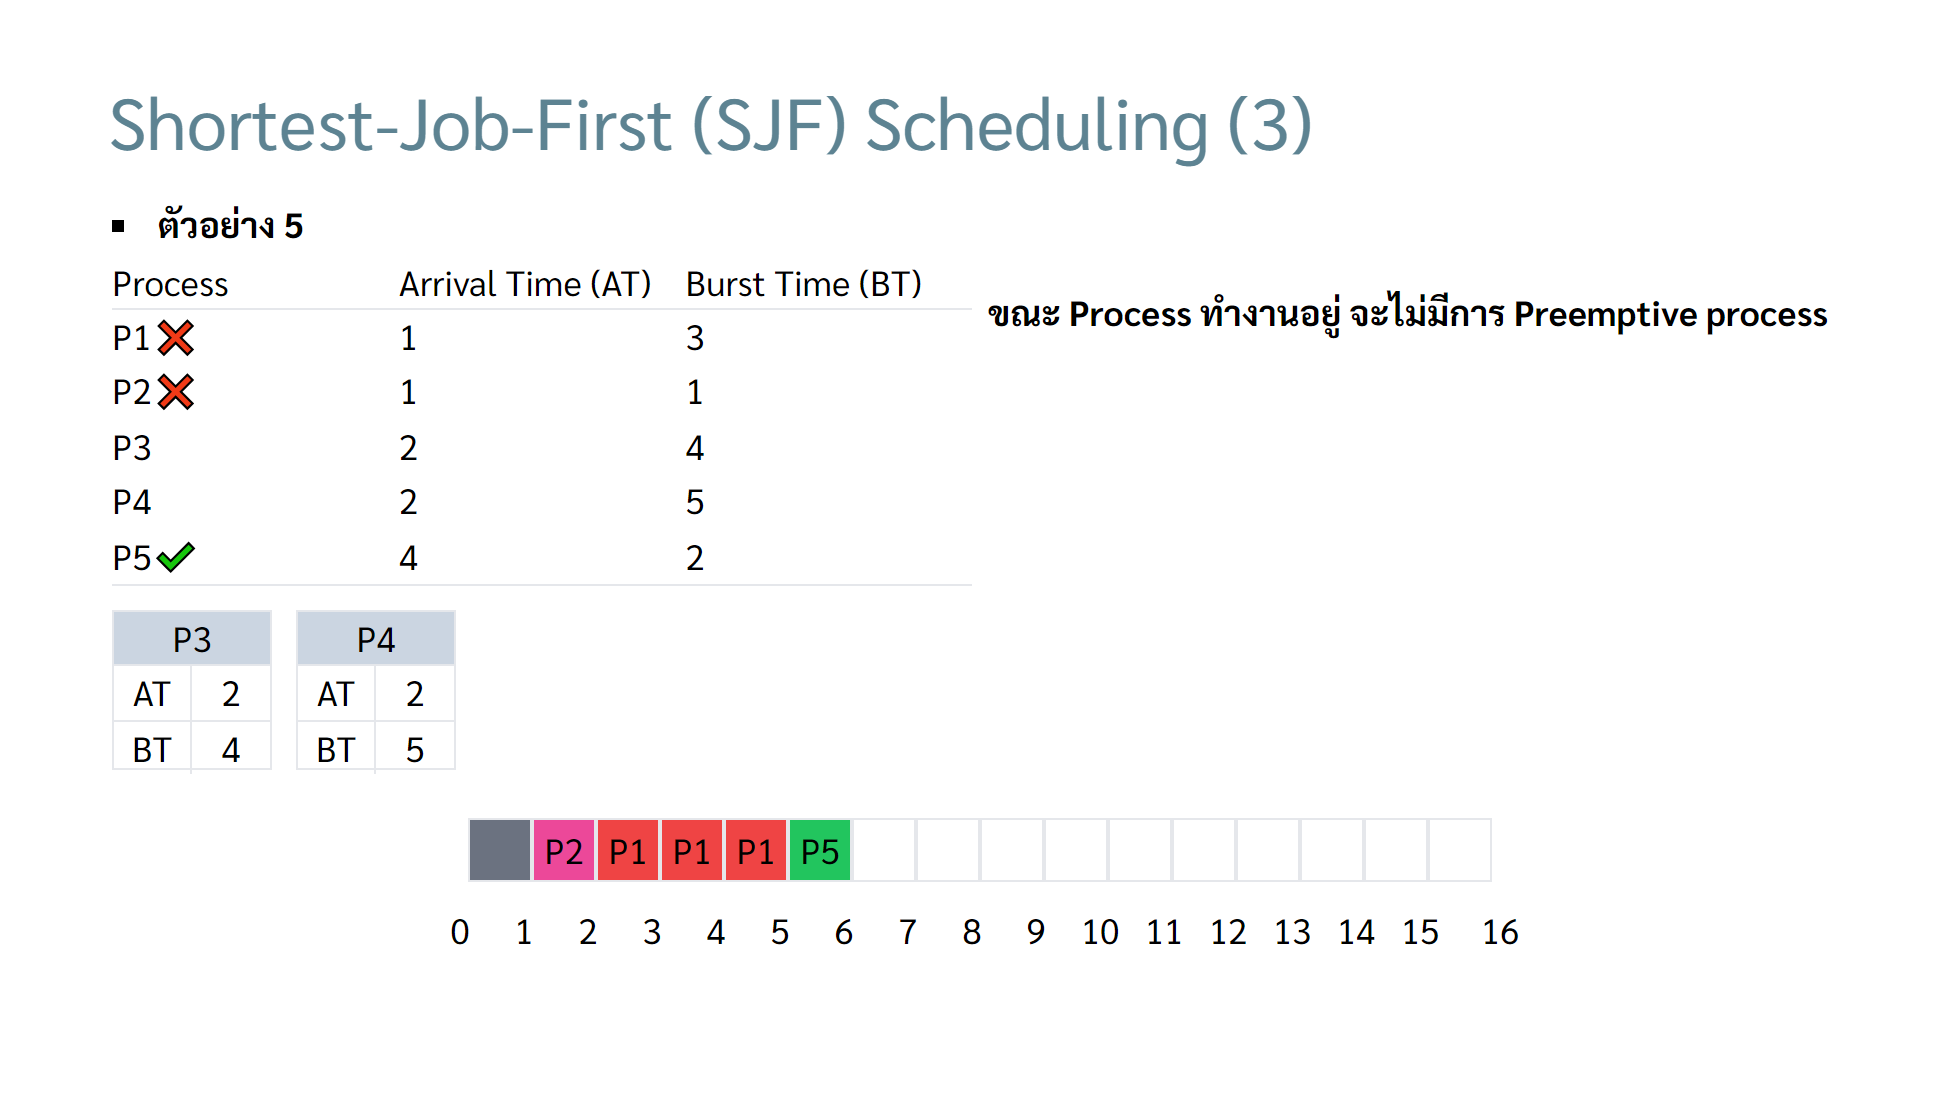 Shortest-Job-First (SJF) Scheduling (3)
ตัวอย่าง 5
Process Arrival Time (AT) Burst Time (BT)
P1 1 3
P2 1 1
P3 2 4
P4 2 5
P5 4 2
ขณะ Process ทำงานอยู่ จะไม่มีการ Preemptive process
P3 P4
AT 2 AT 2
BT 4 BT 5
P2 P1 P1 P1 P5
0 1 2 3 4 5 6 7 8 9 10 11 12 13 14 15 16